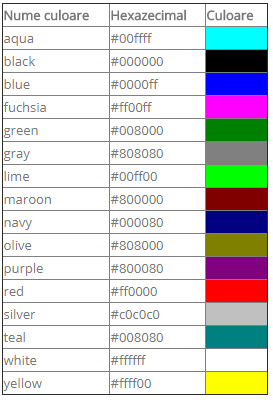 Nume culoare Hexazecimal Culoare
aqua #00ffff
black #000000
blue #0000ff
fuchsia #ff00ff
green #008000
gray #808080
lime #00ff00
maroon #800000
navy #000080
olive #808000
purple #800080
red #ff0000
silver #c0c0c0
teal #008080
white #ffffff
yellow #ffff00